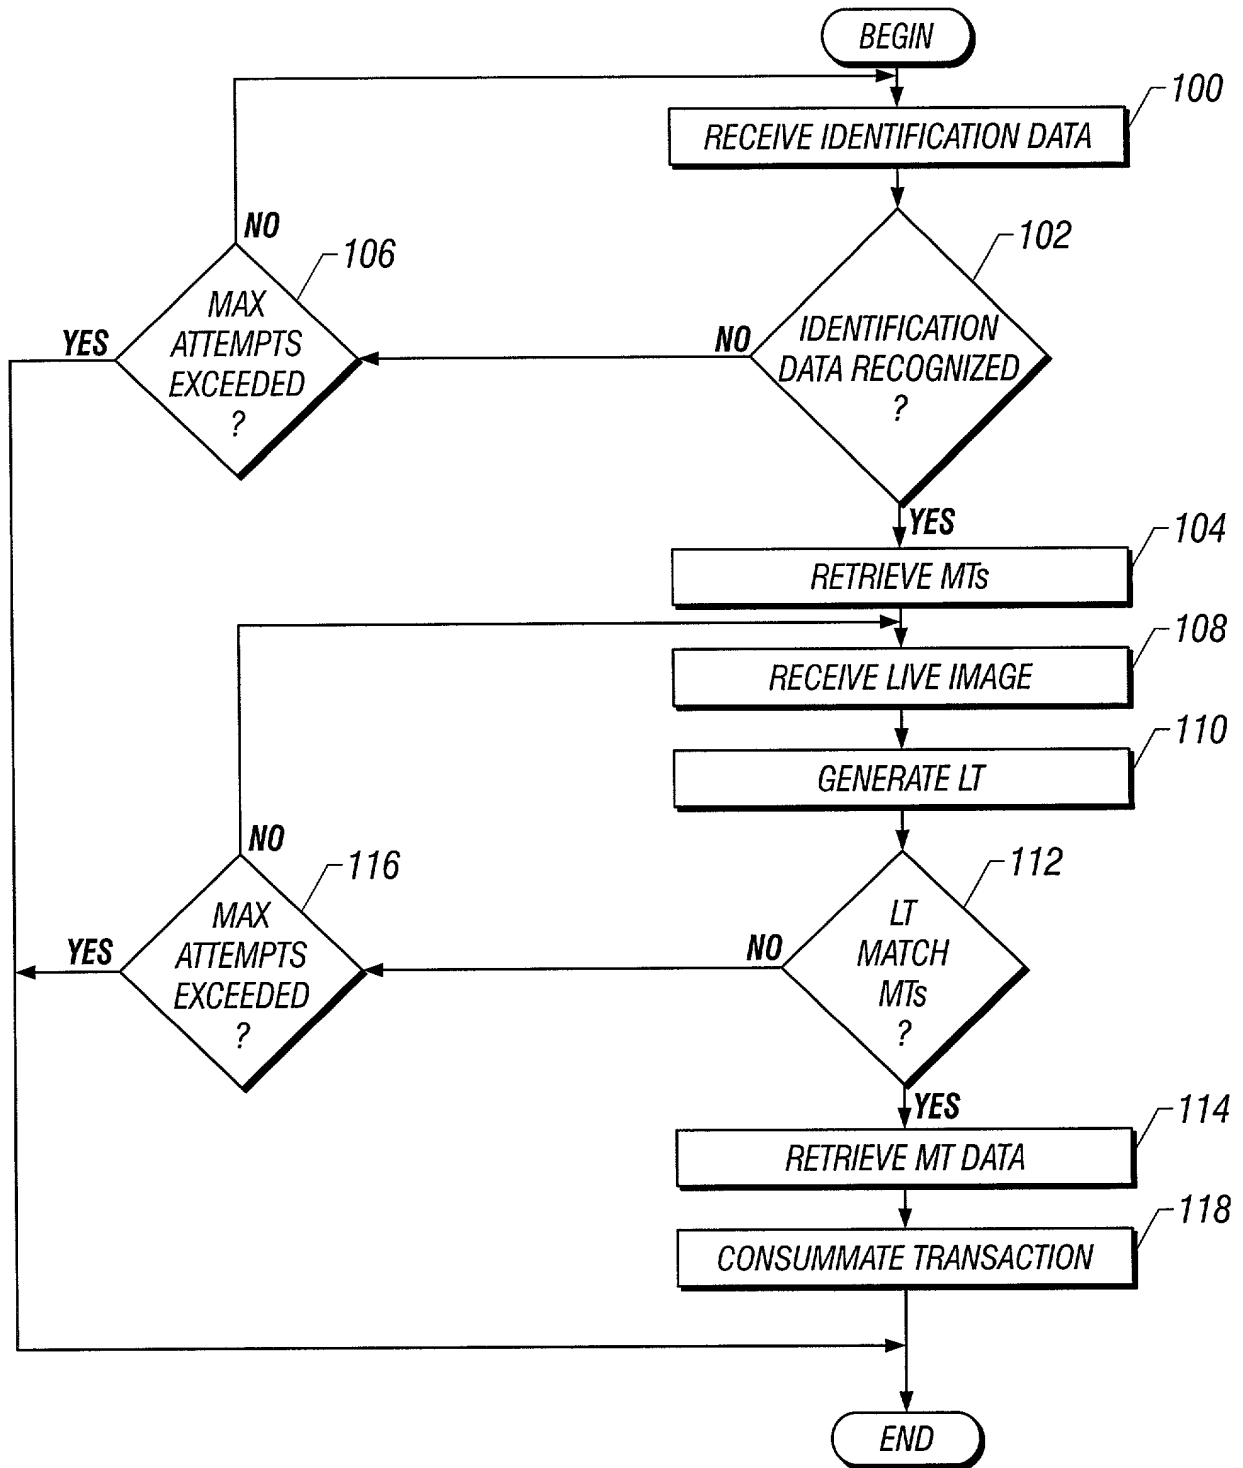 BEGIN
100
RECEIVE IDENTIFICATION DATA
NO
102
106
MAX
ATTEMPTS
EXCEEDED
?
YES
NO
IDENTIFICATION
DATA RECOGNIZED
?
YES
104
RETRIEVE MTs
108
RECEIVE LIVE IMAGE
110
GENERATE LT
NO
112
116
MAX
ATTEMPTS
EXCEEDED
?
YES
NO
LT
MATCH
MTs
?
YES
114
RETRIEVE MT DATA
118
CONSUMMATE TRANSACTION
END